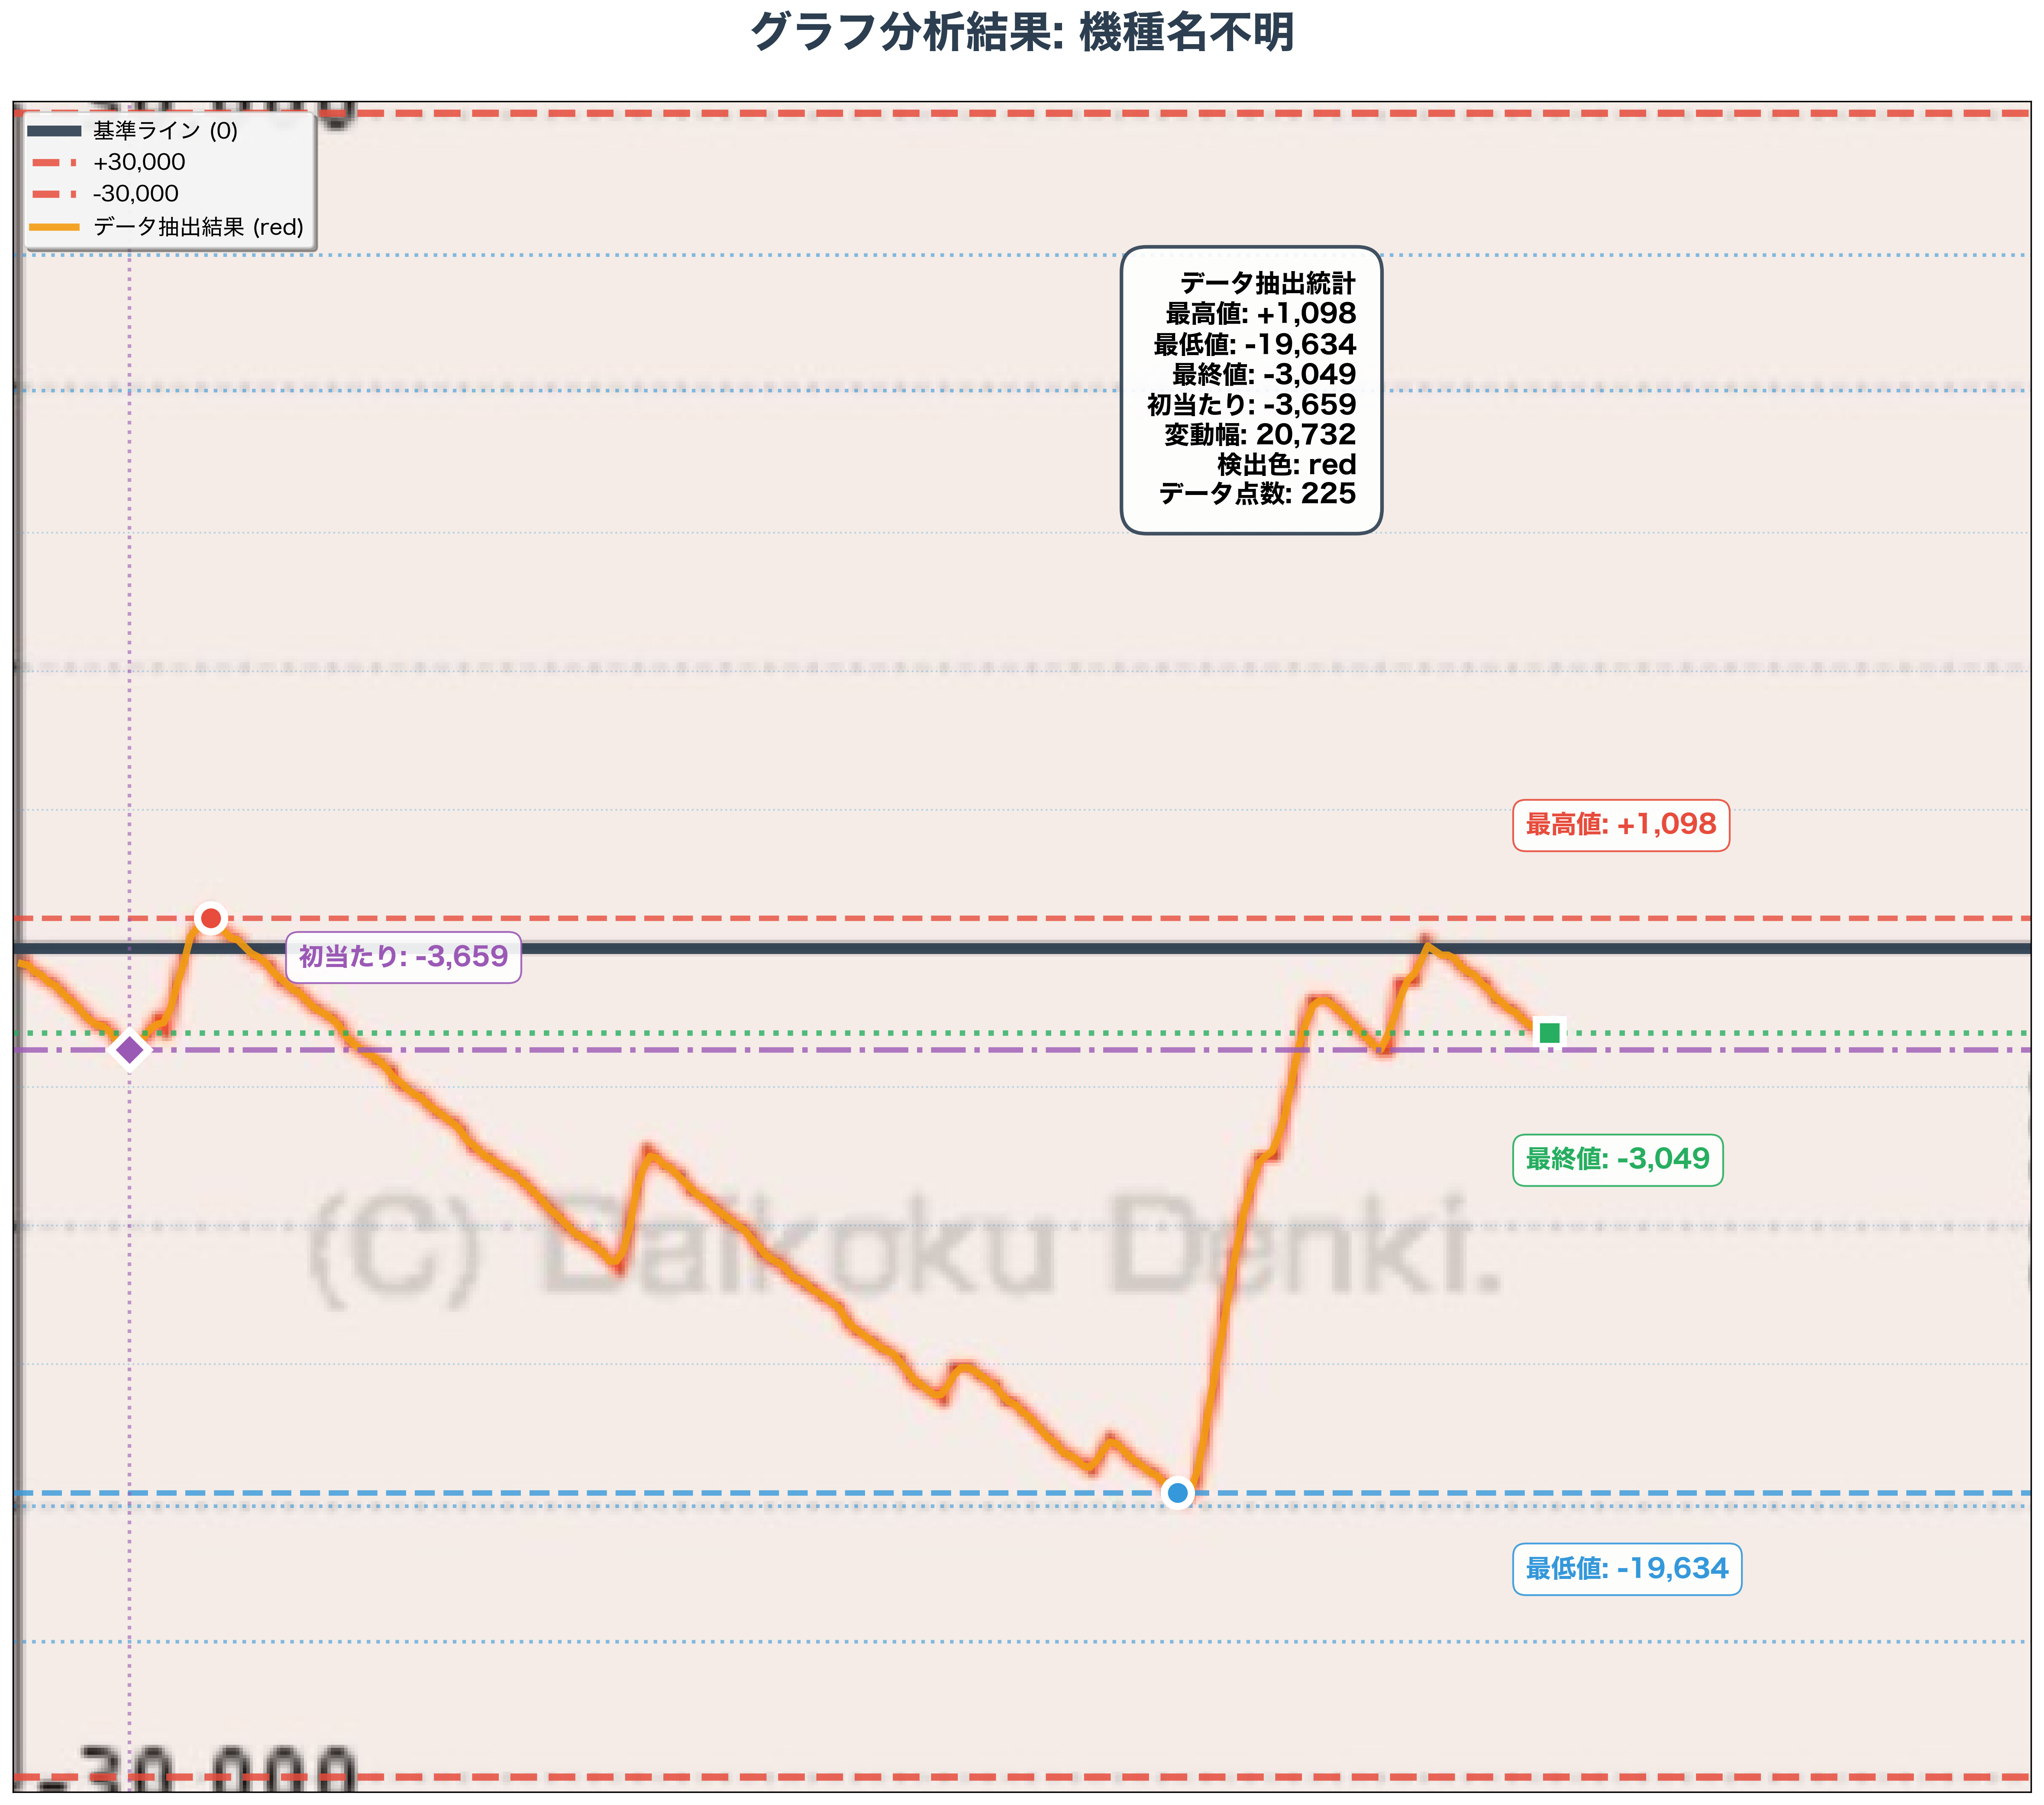 グラフ分析結果: 機種名不明
基準ライン (0)
+30,000
-30,000
データ抽出結果 (red)
データ抽出統計
最高値: +1,098
最低値: -19,634
最終値: -3,049
初当たり: -3,659
変動幅: 20,732
検出色: red
データ点数: 225
最高値: +1,098
初当たり: -3,659
最終値: -3,049
(C) Daikoku Denki.
最低値: -19,634
-30,000